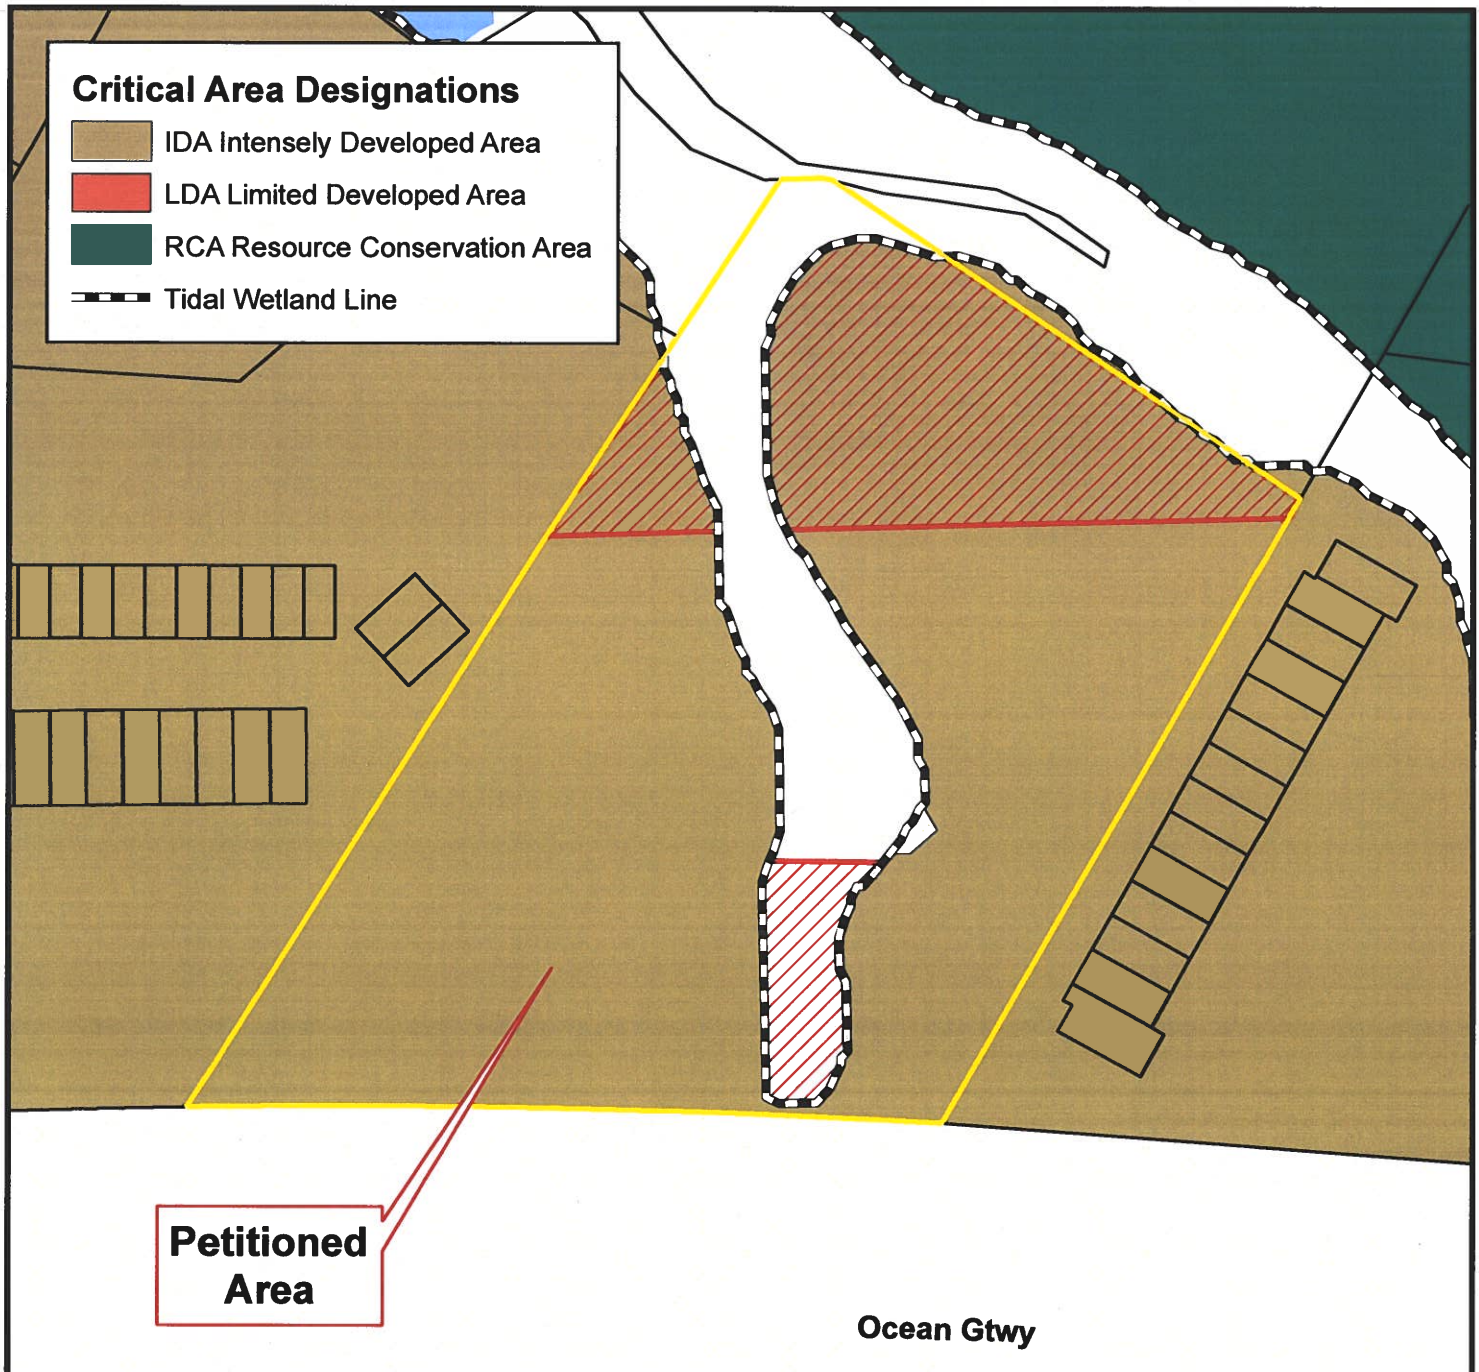 Critical Area Designations
IDA Intensely Developed Area
LDA Limited Developed Area
RCA Resource Conservation Area
Tidal Wetland Line
Petitioned
Area
Ocean Gtwy